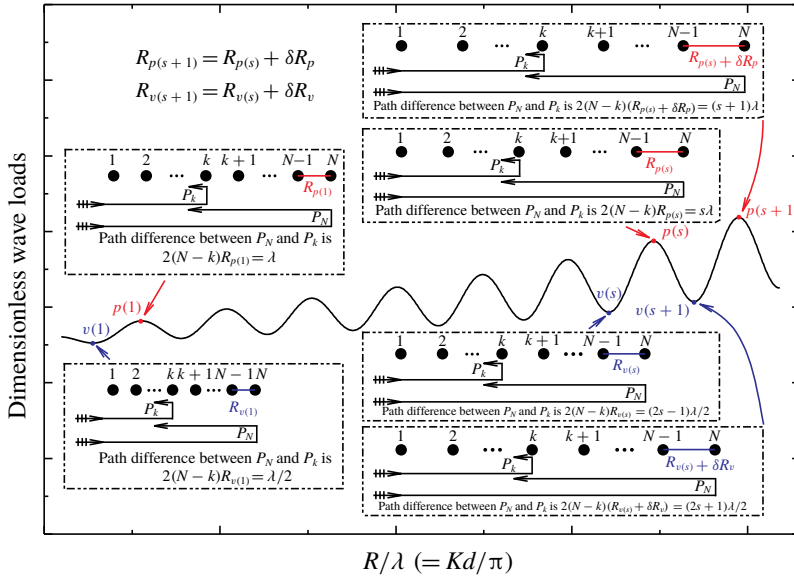 Dimensionless wave loads
R_{p(s+1)} = R_{p(s)} + δR_p
R_{v(s+1)} = R_{v(s)} + δR_v
1 2 ··· k k+1 ··· N−1 N
P_k
R_{p(s)} + δR_p
P_N
Path difference between P_N and P_k is 2(N−k)(R_{p(s)}+δR_p)=(s+1)λ
1 2 ··· k k+1 ··· N−1 N
P_k
R_{p(s)}
P_N
Path difference between P_N and P_k is 2(N−k)R_{p(s)}=sλ
1 2 ··· k k+1 ··· N−1 N
R_{p(1)}
P_k
P_N
Path difference between P_N and P_k is
2(N−k)R_{p(1)}=λ
p(1)
v(1)
p(s)
p(s+1
v(s)
v(s+1)
1 2 ··· k k+1 ··· N−1 N
P_k
R_{v(1)}
P_N
Path difference between P_N and P_k is
2(N−k)R_{v(1)}=λ/2
1 2 ··· k k+1 ··· N−1 N
P_k
R_{v(s)}
P_N
Path difference between P_N and P_k is 2(N−k)R_{v(s)}=(2s−1)λ/2
1 2 ··· k k+1 ··· N−1 N
P_k
R_{v(s)} + δR_v
P_N
Path difference between P_N and P_k is 2(N−k)(R_{v(s)}+δR_v)=(2s+1)λ/2
R/λ (=Kd/π)